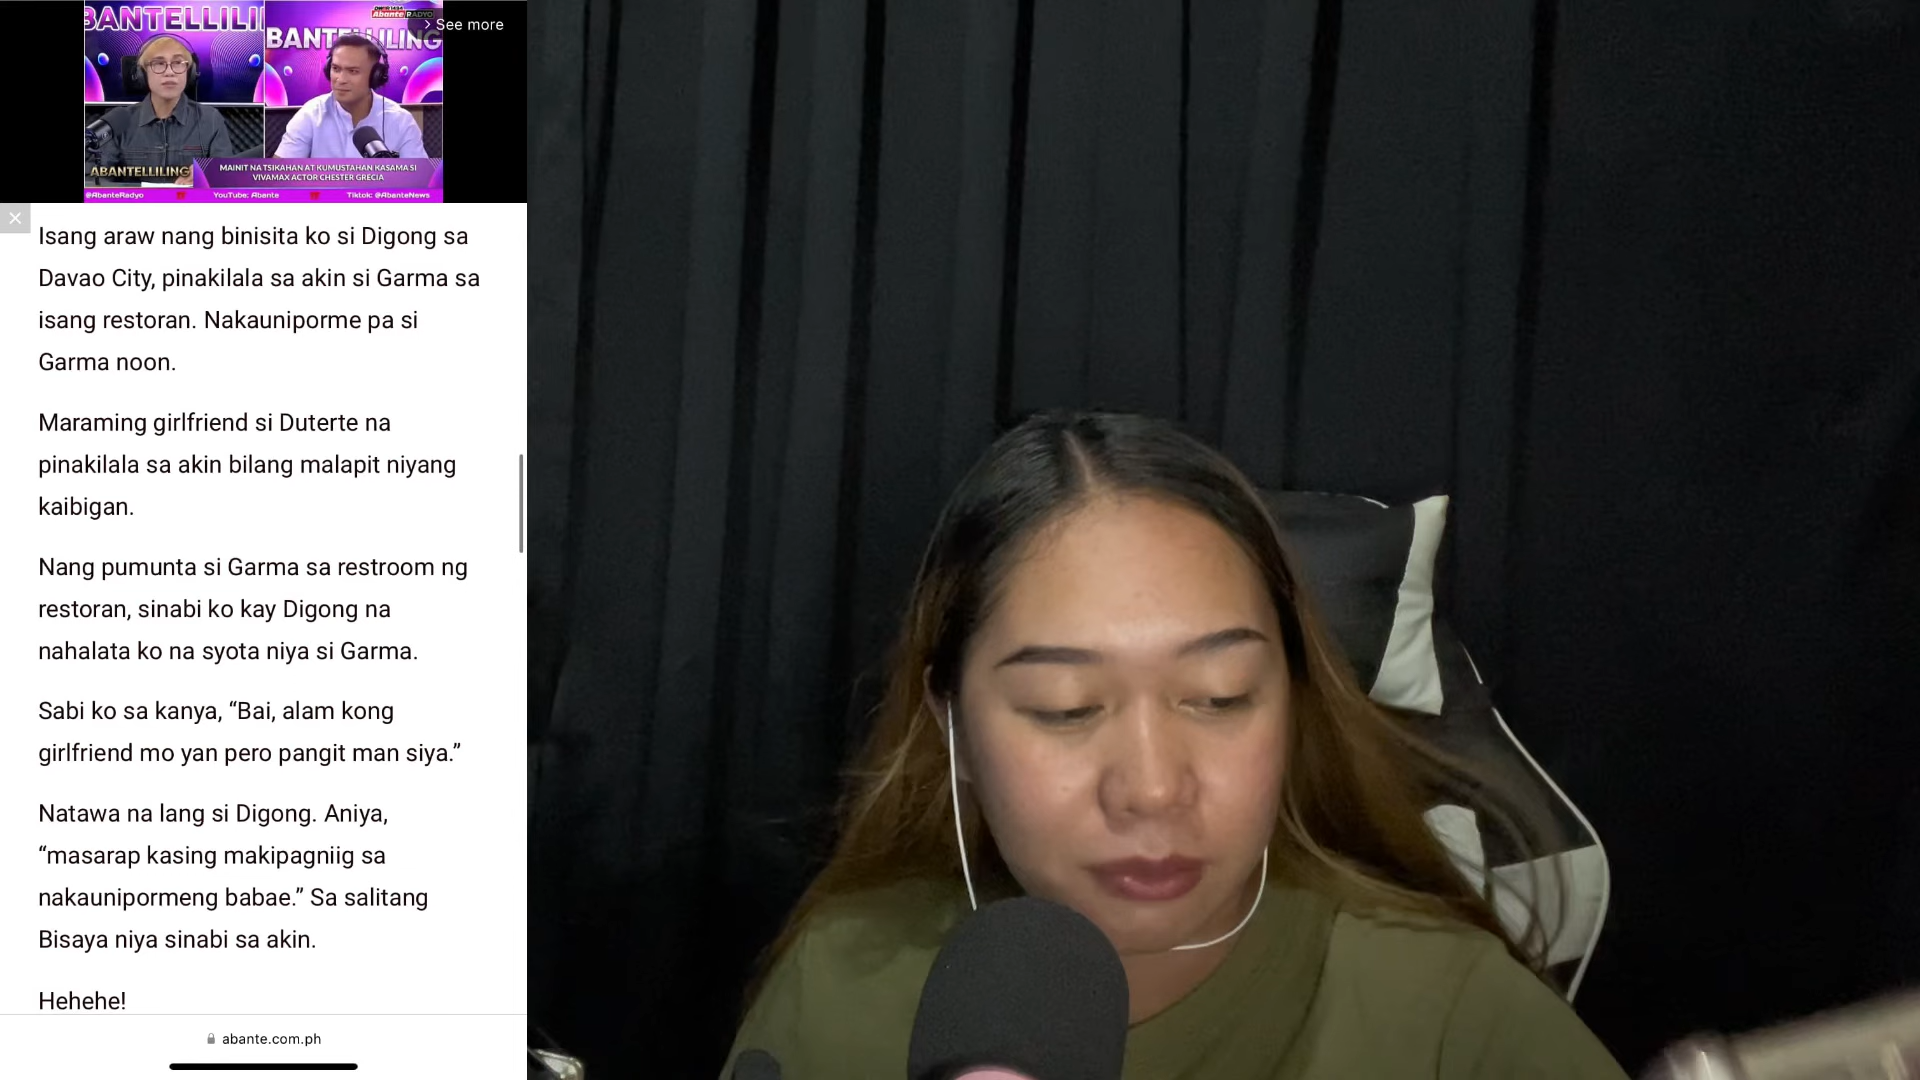 BANTELLILI
DWAR 1494
Abante RADYO
BANTELLILING
See more
ABANTELLILING
MAINIT NA TSIKAHAN AT KUMUSTAHAN KASAMA SI
VIVAMAX ACTOR CHESTER GRECIA
@AbanteRadyo
YouTube: Abante
Tiktok: @AbanteNews
Isang araw nang binisita ko si Digong sa
Davao City, pinakilala sa akin si Garma sa
isang restoran. Nakauniporme pa si
Garma noon.
Maraming girlfriend si Duterte na
pinakilala sa akin bilang malapit niyang
kaibigan.
Nang pumunta si Garma sa restroom ng
restoran, sinabi ko kay Digong na
nahalata ko na syota niya si Garma.
Sabi ko sa kanya, “Bai, alam kong
girlfriend mo yan pero pangit man siya.”
Natawa na lang si Digong. Aniya,
“masarap kasing makipagniig sa
nakaunipormeng babae.” Sa salitang
Bisaya niya sinabi sa akin.
Hehehe!
abante.com.ph